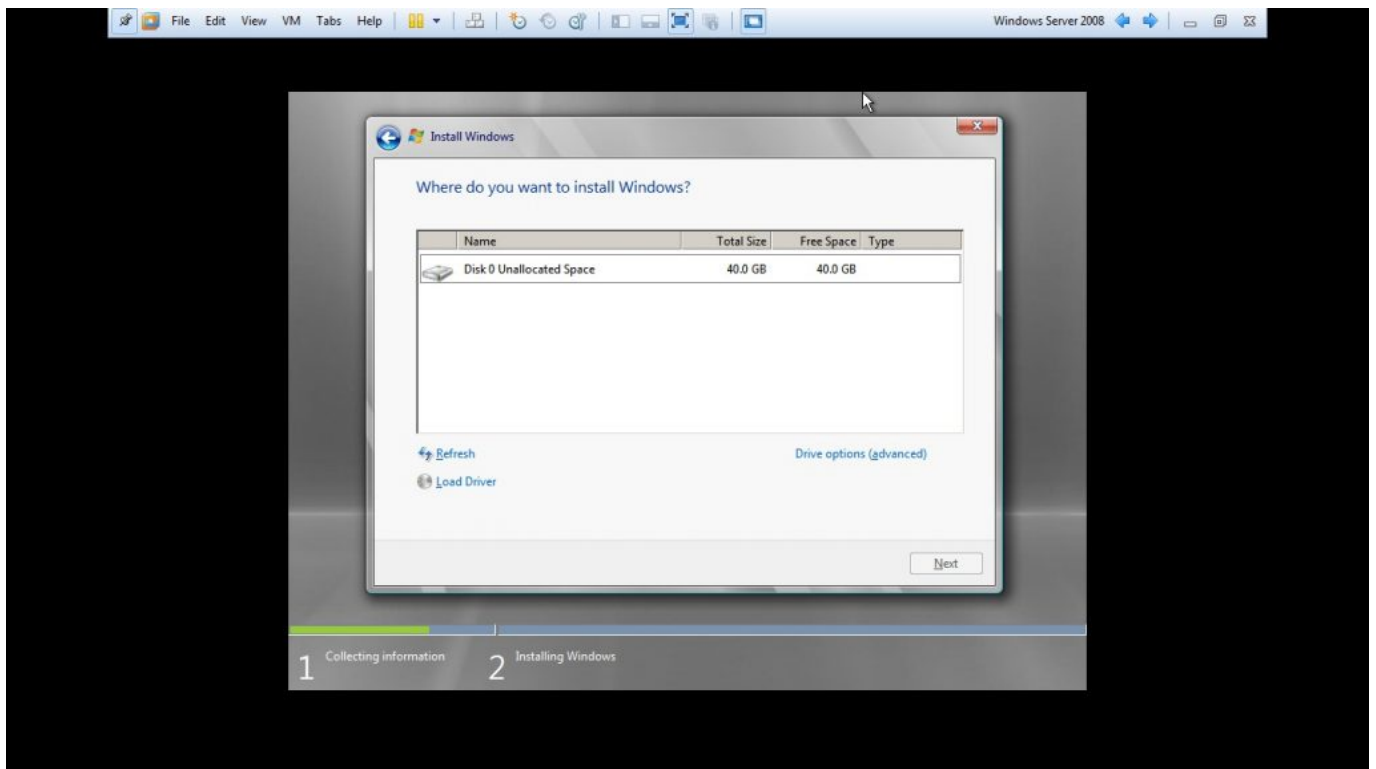 File Edit View VM Tabs Help Windows Server 2008
Install Windows
Where do you want to install Windows?
Name Total Size Free Space Type
Disk 0 Unallocated Space 40.0 GB 40.0 GB
Refresh Drive options (advanced)
Load Driver
Next
1 Collecting information 2 Installing Windows